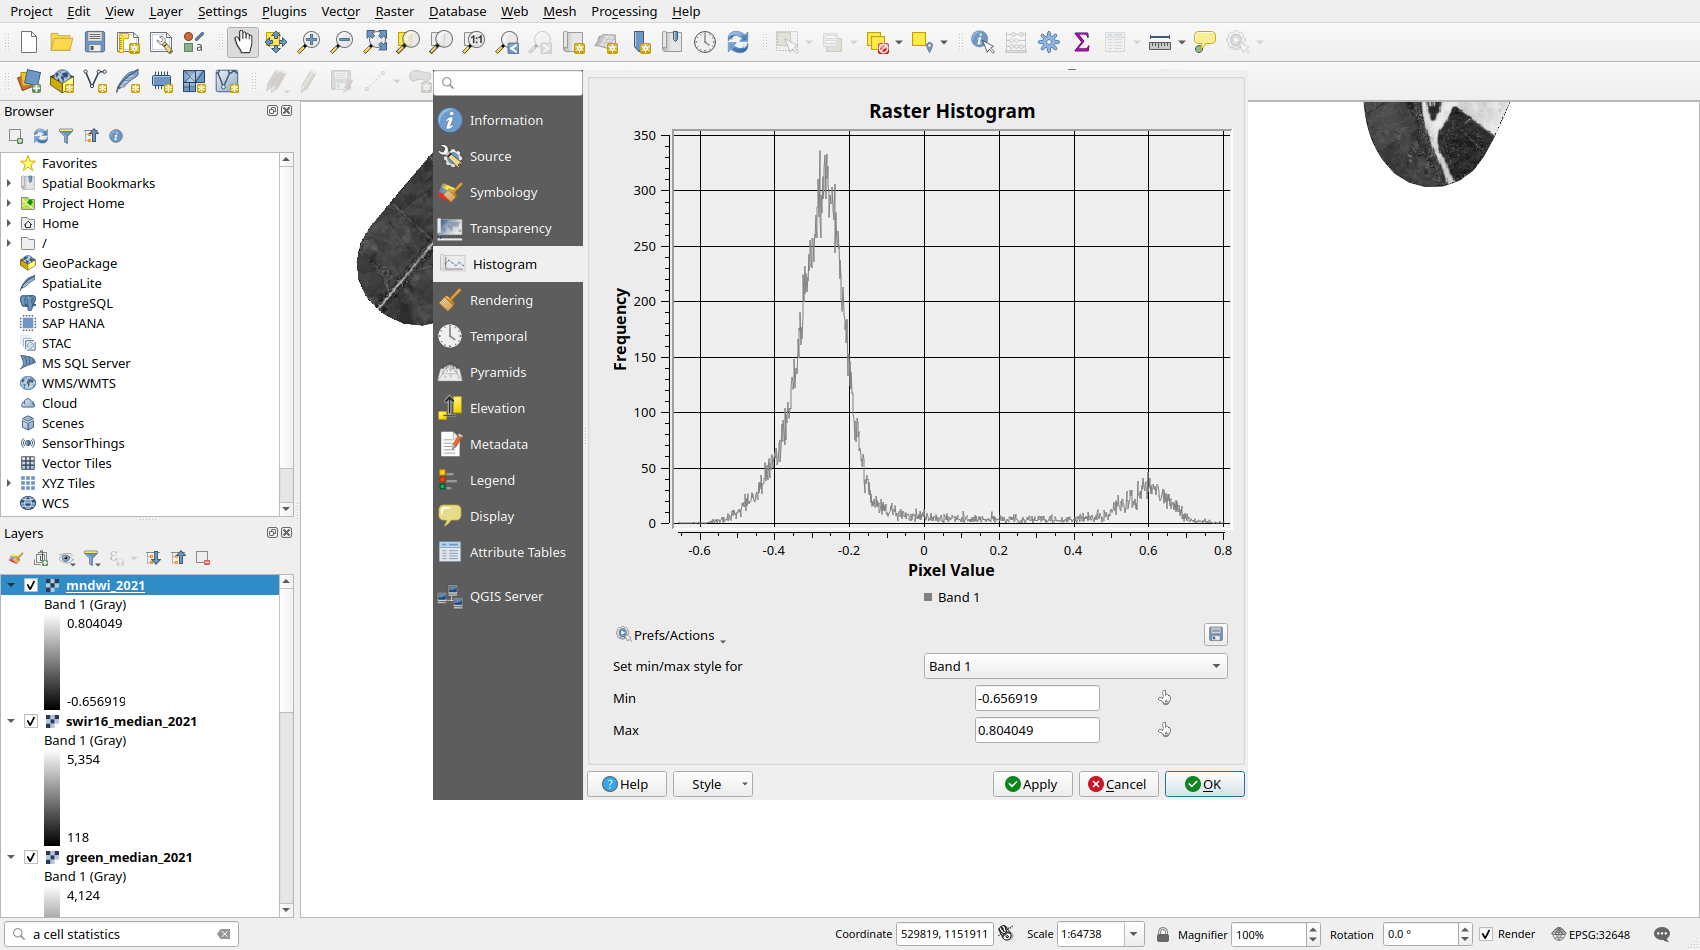 Project Edit View Layer Settings Plugins Vector Raster Database Web Mesh Processing Help
Browser
Favorites
Spatial Bookmarks
Project Home
Home
/
GeoPackage
SpatiaLite
PostgreSQL
SAP HANA
STAC
MS SQL Server
WMS/WMTS
Cloud
Scenes
SensorThings
Vector Tiles
XYZ Tiles
WCS
Layers
mndwi_2021
Band 1 (Gray)
0.804049
-0.656919
swir16_median_2021
Band 1 (Gray)
5,354
118
green_median_2021
Band 1 (Gray)
4,124
Information
Source
Symbology
Transparency
Histogram
Rendering
Temporal
Pyramids
Elevation
Metadata
Legend
Display
Attribute Tables
QGIS Server
Raster Histogram
Frequency
350
300
250
200
150
100
50
0
-0.6 -0.4 -0.2 0 0.2 0.4 0.6 0.8
Pixel Value
Band 1
Prefs/Actions
Set min/max style for Band 1
Min -0.656919
Max 0.804049
Help Style Apply Cancel OK
a cell statistics
Coordinate 529819, 1151911 Scale 1:64738 Magnifier 100% Rotation 0.0 ° Render EPSG:32648